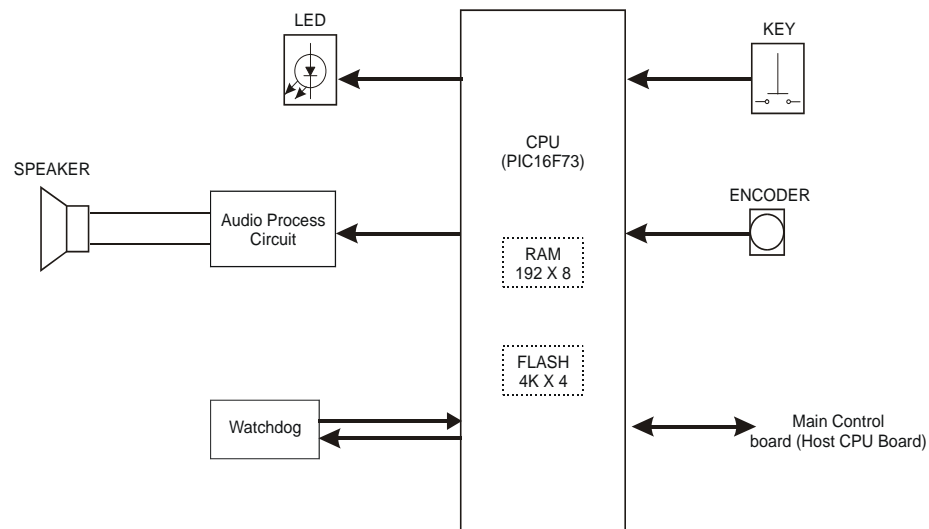 LED
KEY
CPU
(PIC16F73)
SPEAKER
Audio Process
Circuit
ENCODER
RAM
192 X 8
FLASH
4K X 4
Watchdog
Main Control
board (Host CPU Board)